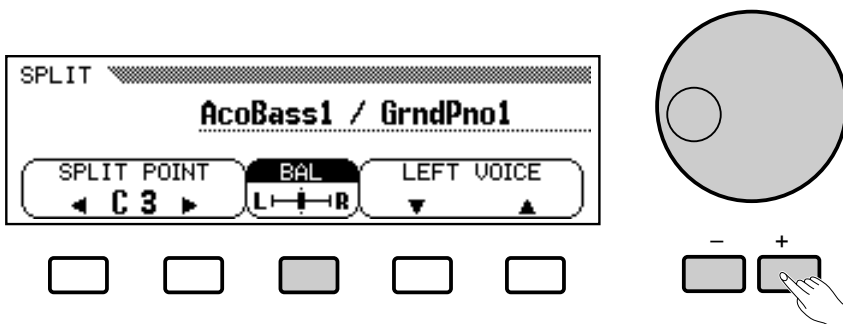 SPLIT
AcoBass1 / GrndPno1
SPLIT POINT BAL LEFT VOICE
◄ C 3 ► L R ▼ ▲
− +